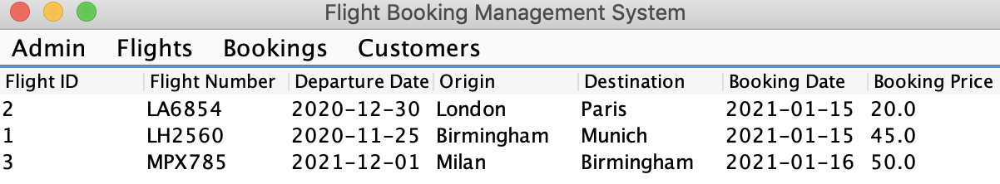 Flight Booking Management System
Admin Flights Bookings Customers
Flight ID Flight Number Departure Date Origin Destination Booking Date Booking Price
2 LA6854 2020-12-30 London Paris 2021-01-15 20.0
1 LH2560 2020-11-25 Birmingham Munich 2021-01-15 45.0
3 MPX785 2021-12-01 Milan Birmingham 2021-01-16 50.0